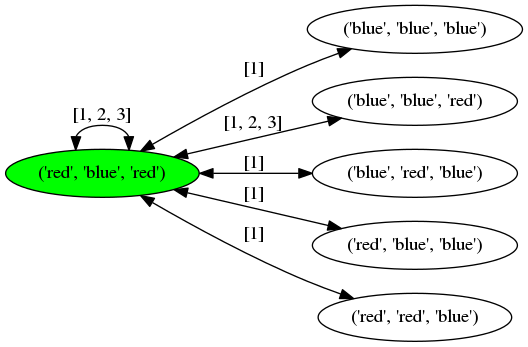 ('blue', 'blue', 'blue')
[1]
[1, 2, 3]
('blue', 'blue', 'red')
[1, 2, 3]
('red', 'blue', 'red')
[1]
('blue', 'red', 'blue')
[1]
('red', 'blue', 'blue')
[1]
('red', 'red', 'blue')